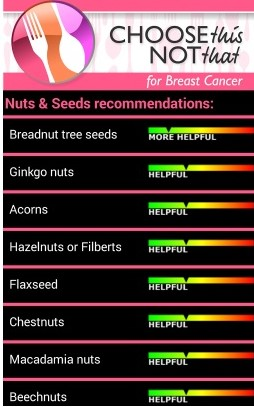 CHOOSE this
NOT that
for Breast Cancer
Nuts & Seeds recommendations:
Breadnut tree seeds
MORE HELPFUL
Ginkgo nuts
HELPFUL
Acorns
HELPFUL
Hazelnuts or Filberts
HELPFUL
Flaxseed
HELPFUL
Chestnuts
HELPFUL
Macadamia nuts
HELPFUL
Beechnuts
HELPFUL